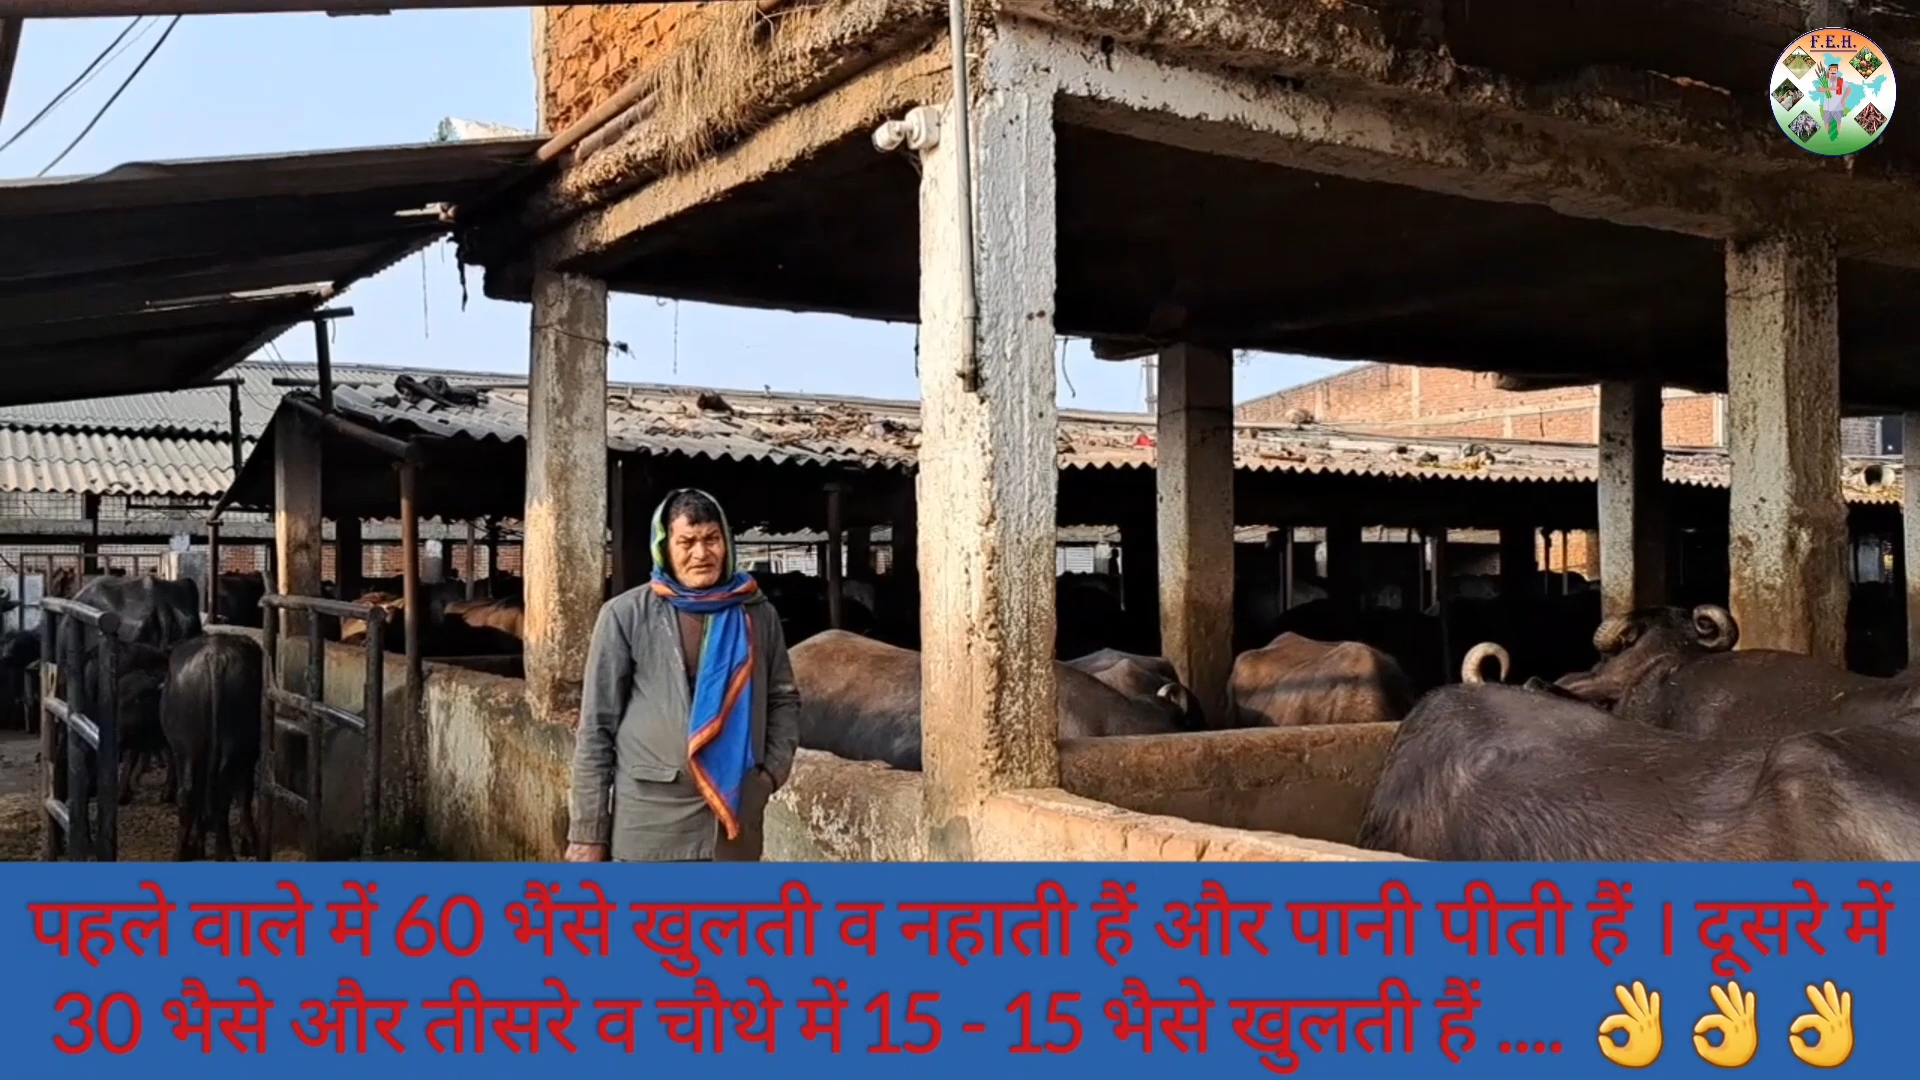 F.E.H.
पहले वाले में 60 भैंसे खुलती व नहाती हैं और पानी पीती हैं । दूसरे में
30 भैसे और तीसरे व चौथे में 15 - 15 भैसे खुलती हैं .... 👌👌👌